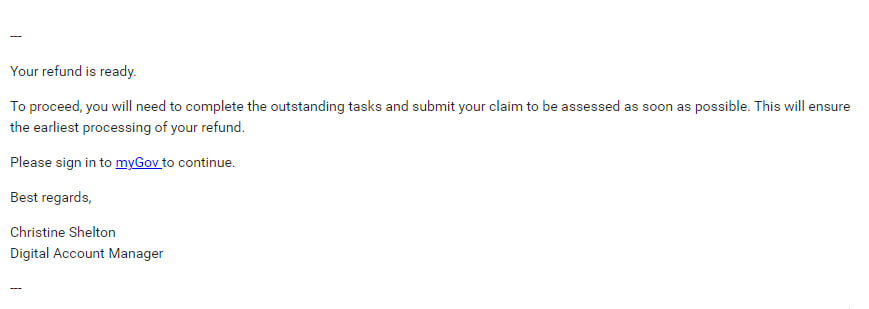 ---
Your refund is ready.
To proceed, you will need to complete the outstanding tasks and submit your claim to be assessed as soon as possible. This will ensure
the earliest processing of your refund.
Please sign in to myGov to continue.
Best regards,
Christine Shelton
Digital Account Manager
---